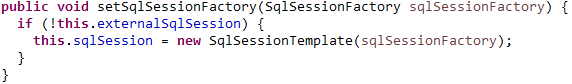 public void setSqlSessionFactory(SqlSessionFactory sqlSessionFactory) {
  if (!this.externalSqlSession) {
    this.sqlSession = new SqlSessionTemplate(sqlSessionFactory);
  }
}